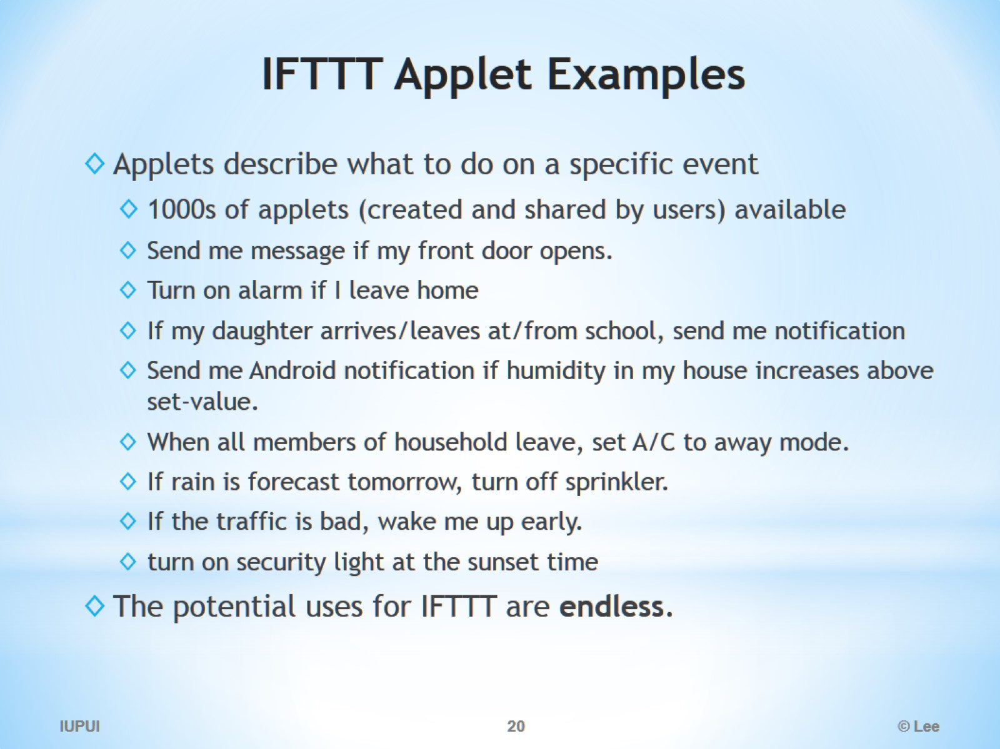 IFTTT Applet Examples
Applets describe what to do on a specific event
1000s of applets (created and shared by users) available
Send me message if my front door opens.
Turn on alarm if I leave home
If my daughter arrives/leaves at/from school, send me notification
Send me Android notification if humidity in my house increases above
set-value.
When all members of household leave, set A/C to away mode.
If rain is forecast tomorrow, turn off sprinkler.
If the traffic is bad, wake me up early.
turn on security light at the sunset time
The potential uses for IFTTT are endless.
IUPUI 20 © Lee